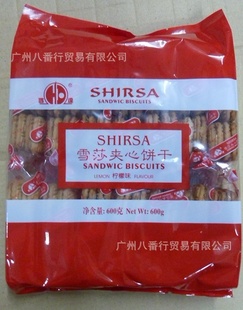 广州八番行贸易有限公司
SHIRSA
SANDWIC BISCUITS
SHIRSA
雪莎夹心饼干
SANDWIC BISCUITS
LEMON 柠檬味 FLAVOUR
净含量:600克 Net Wt: 600g
广州八番行贸易有限公司